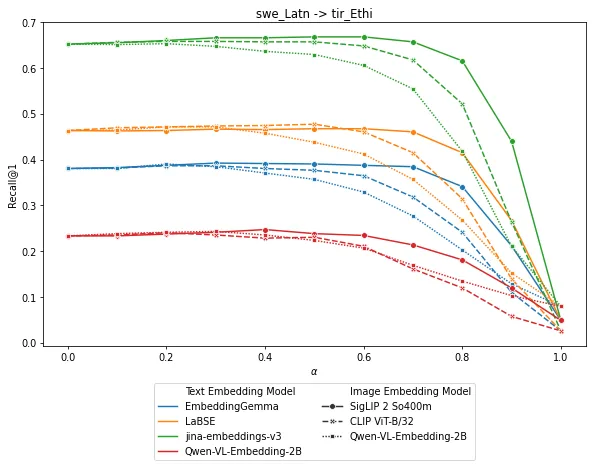 swe_Latn -> tir_Ethi
Recall@1
0.7
0.6
0.5
0.4
0.3
0.2
0.1
0.0
0.0 0.2 0.4 0.6 0.8 1.0
α
Text Embedding Model Image Embedding Model
EmbeddingGemma SigLIP 2 So400m
LaBSE CLIP ViT-B/32
jina-embeddings-v3 Qwen-VL-Embedding-2B
Qwen-VL-Embedding-2B